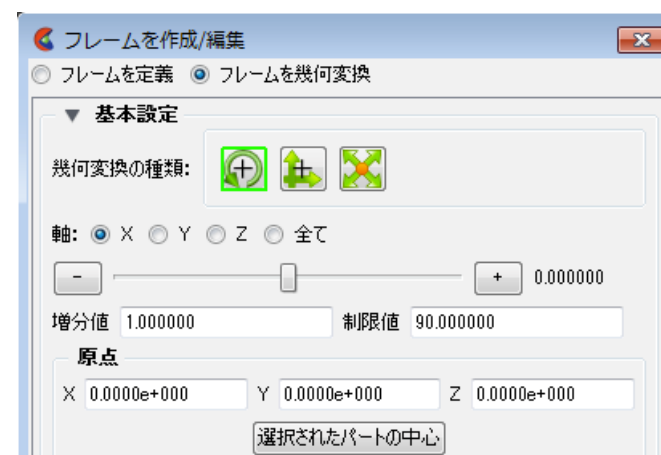 フレームを作成/編集
フレームを定義 フレームを幾何変換
基本設定
幾何変換の種類:
軸: X Y Z 全て
- + 0.000000
増分値 1.000000 制限値 90.000000
原点
X 0.0000e+000 Y 0.0000e+000 Z 0.0000e+000
選択されたパートの中心